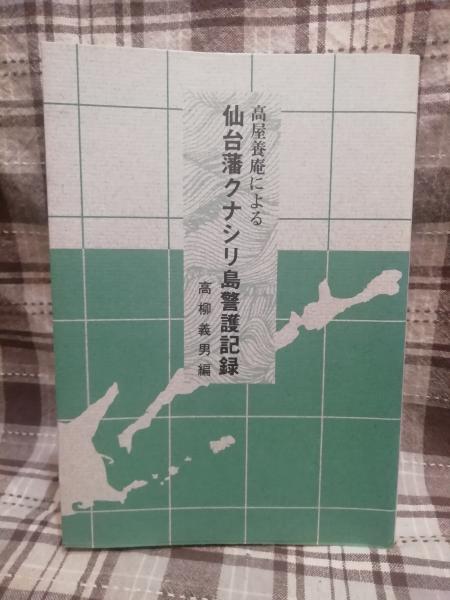 高屋養庵による
仙台藩クナシリ島警護記録
高柳義男編